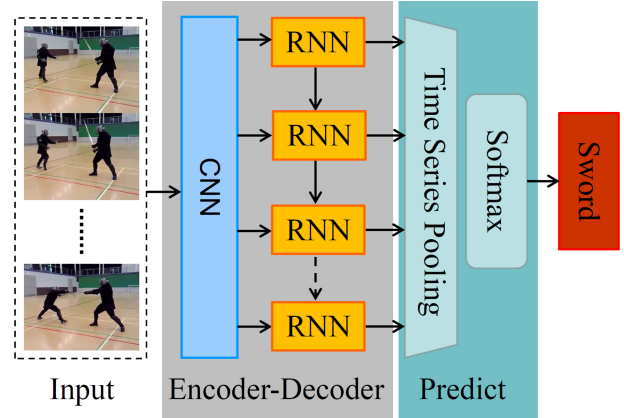 CNN
RNN
RNN
RNN
RNN
Time Series Pooling
Softmax
Sword
Input
Encoder-Decoder
Predict